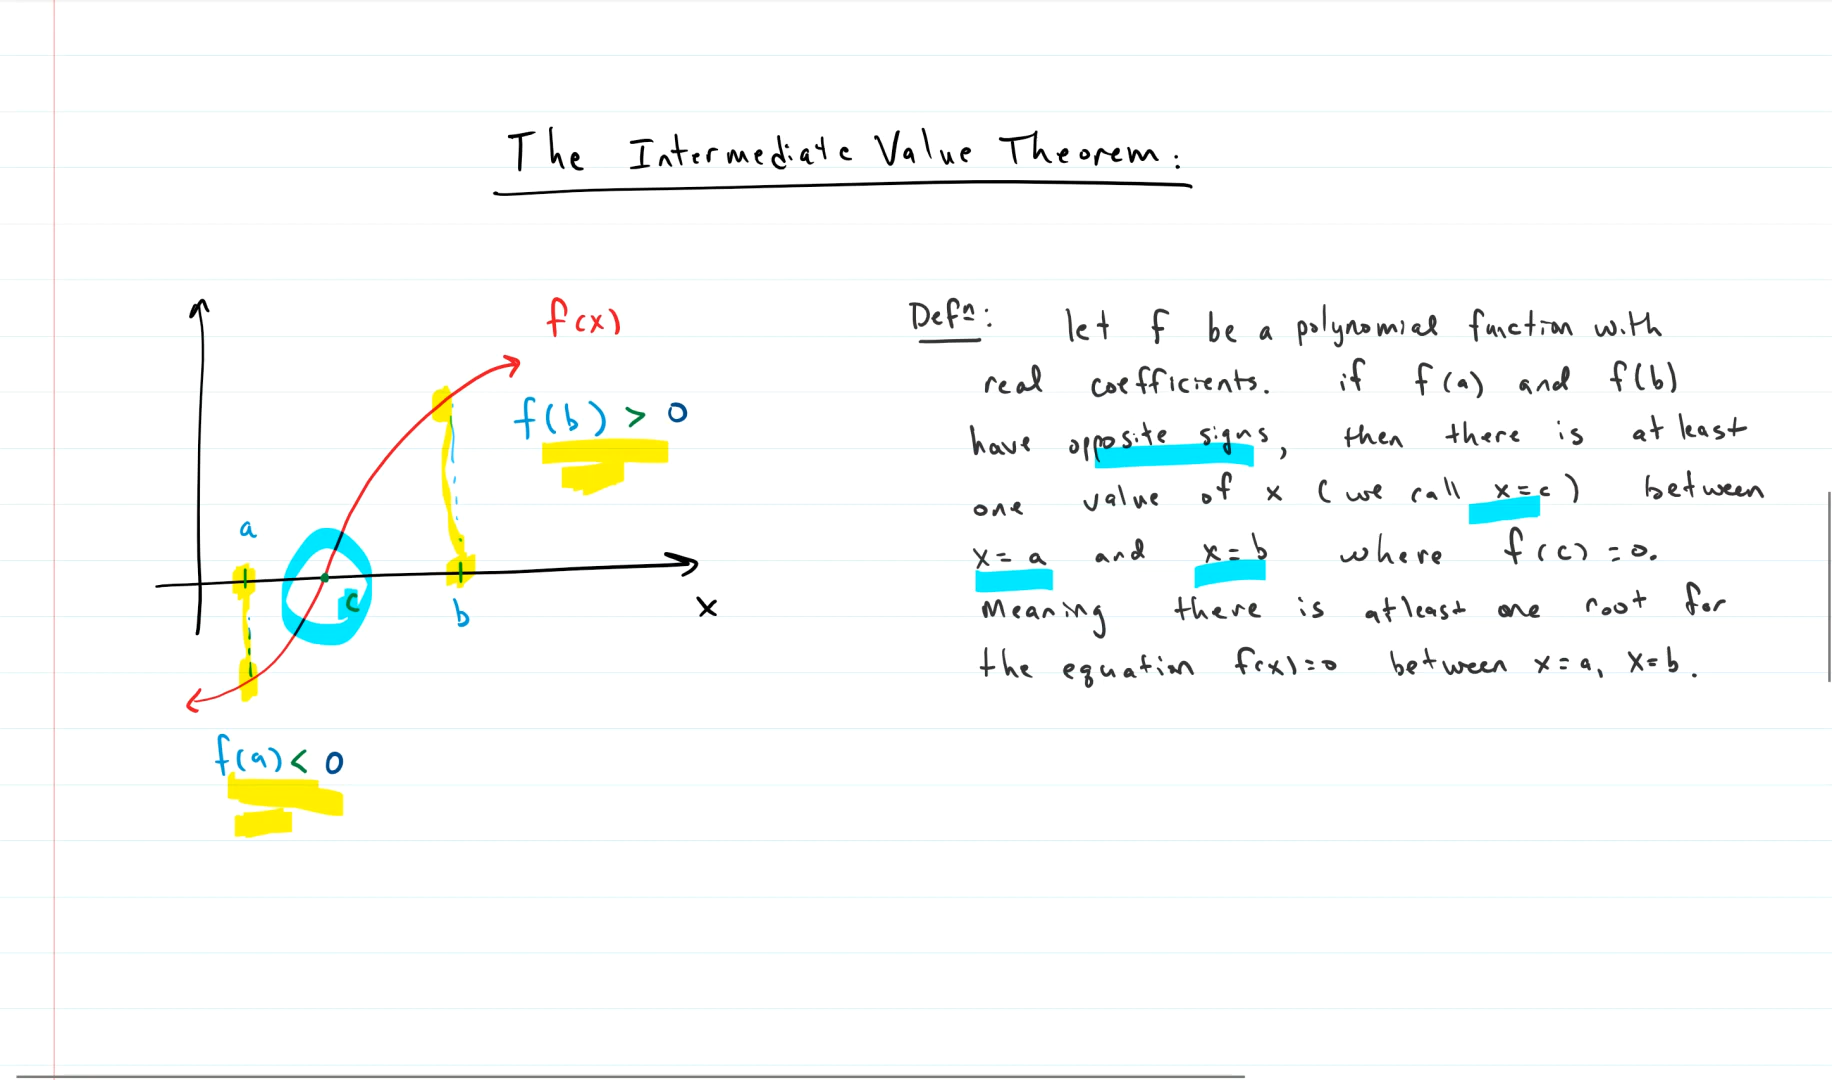 The Intermediate Value Theorem:
f(x)
f(b) > 0
a
c
b
x
f(a) < 0
Defⁿ: let f be a polynomial function with
real coefficients. if f(a) and f(b)
have opposite signs, then there is at least
one value of x (we call x=c) between
x=a and x=b where f(c)=0.
Meaning there is atleast one root for
the equation f(x)=0 between x=a, x=b.